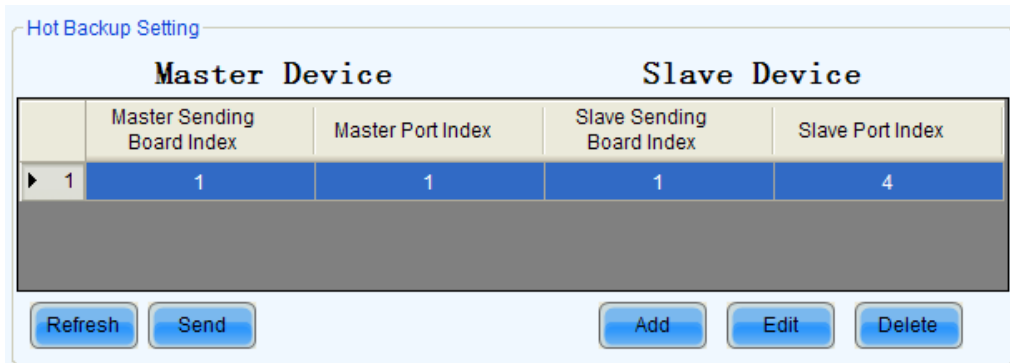 Hot Backup Setting
Master Device Slave Device
Master Sending Board Index Master Port Index Slave Sending Board Index Slave Port Index
1 1 1 1 4
Refresh Send Add Edit Delete